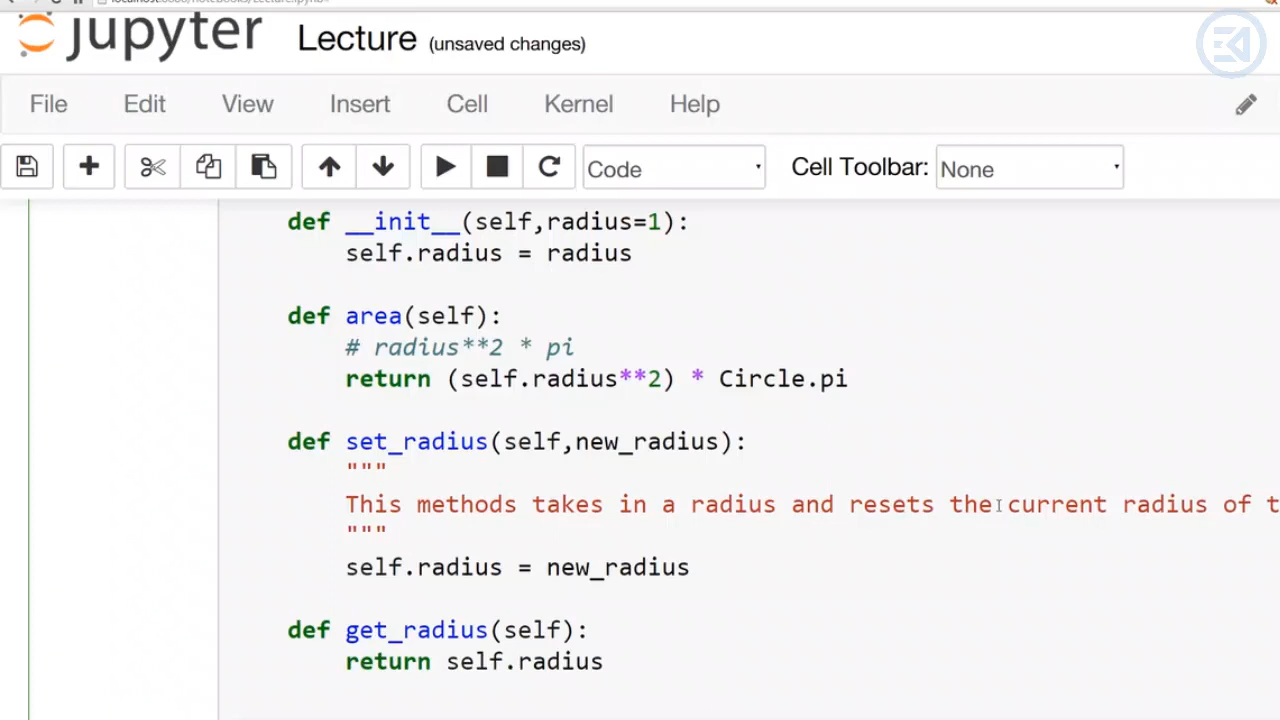 jupyter Lecture (unsaved changes)
File Edit View Insert Cell Kernel Help
Code Cell Toolbar: None
def __init__(self,radius=1):
self.radius = radius
def area(self):
# radius**2 * pi
return (self.radius**2) * Circle.pi
def set_radius(self,new_radius):
"""
This methods takes in a radius and resets the current radius of t
"""
self.radius = new_radius
def get_radius(self):
return self.radius